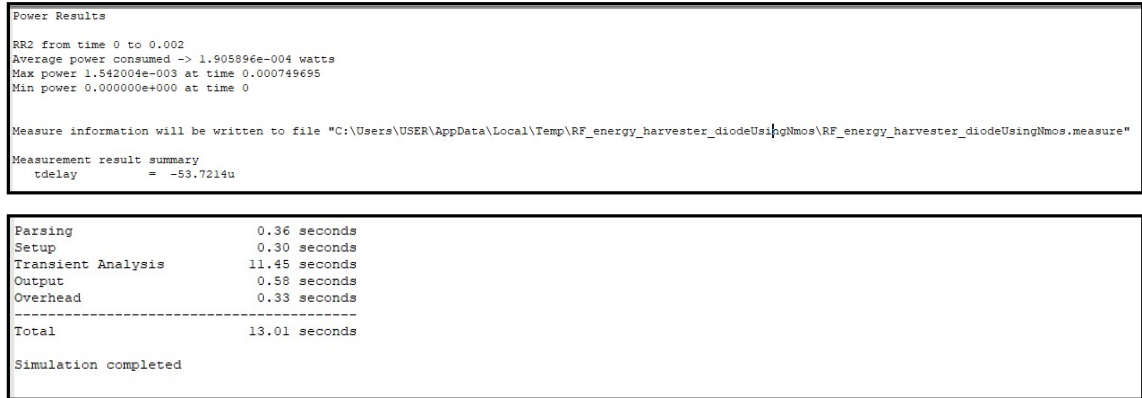 Power Results
RR2 from time 0 to 0.002
Average power consumed -> 1.905896e-004 watts
Max power 1.542004e-003 at time 0.000749695
Min power 0.000000e+000 at time 0
Measure information will be written to file "C:\Users\USER\AppData\Local\Temp\RF_energy_harvester_diodeUsingNmos\RF_energy_harvester_diodeUsingNmos.measure"
Measurement result summary
tdelay = -53.7214u
Parsing 0.36 seconds
Setup 0.30 seconds
Transient Analysis 11.45 seconds
Output 0.58 seconds
Overhead 0.33 seconds
-----------------------------------------
Total 13.01 seconds
Simulation completed